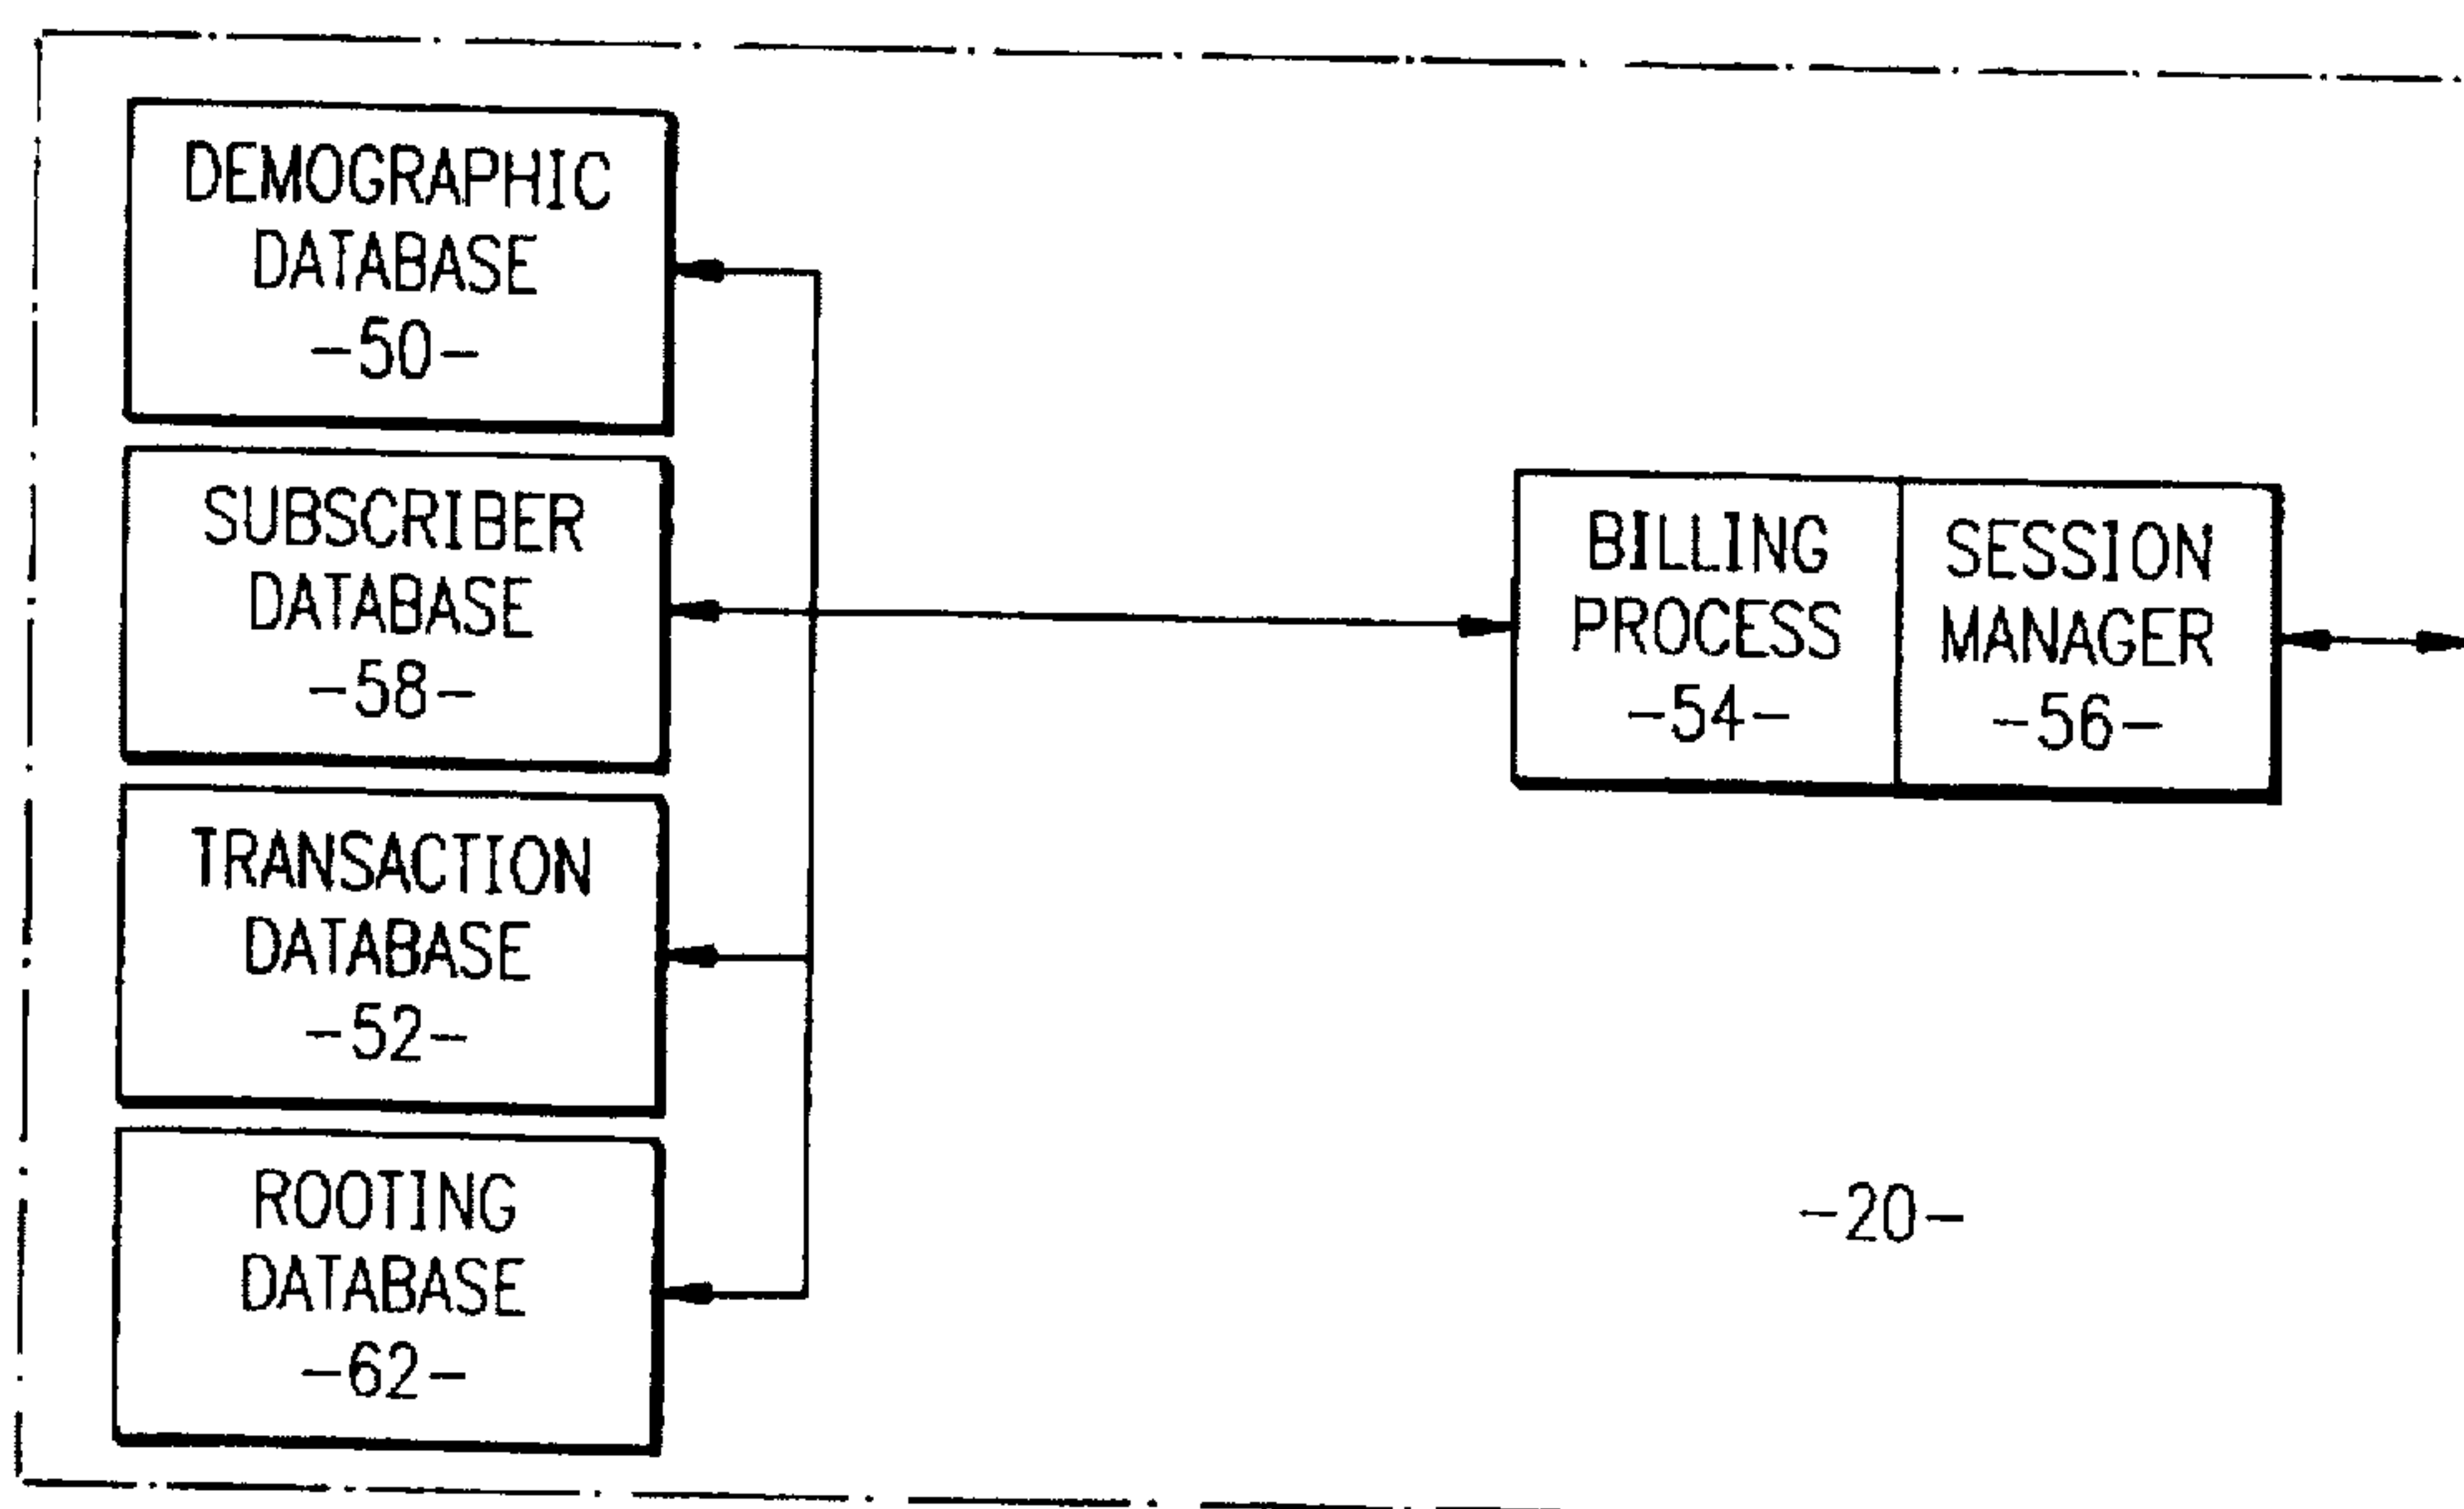 DEMOGRAPHIC
DATABASE
-50-
SUBSCRIBER
DATABASE
-58-
TRANSACTION
DATABASE
-52-
ROOTING
DATABASE
-62-
BILLING
PROCESS
-54-
SESSION
MANAGER
-56-
-20-